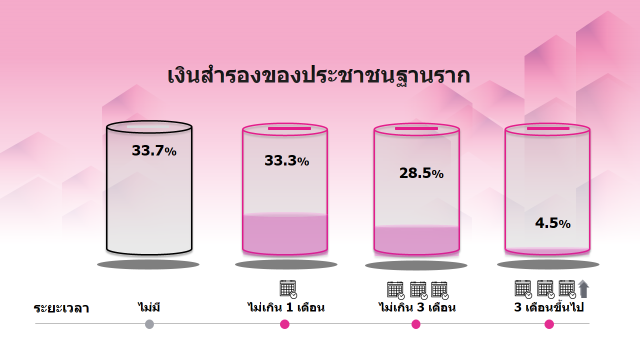 เงินสำรองของประชาชนฐานราก
33.7%
33.3%
28.5%
4.5%
ระยะเวลา
ไม่มี
ไม่เกิน 1 เดือน
ไม่เกิน 3 เดือน
3 เดือนขึ้นไป